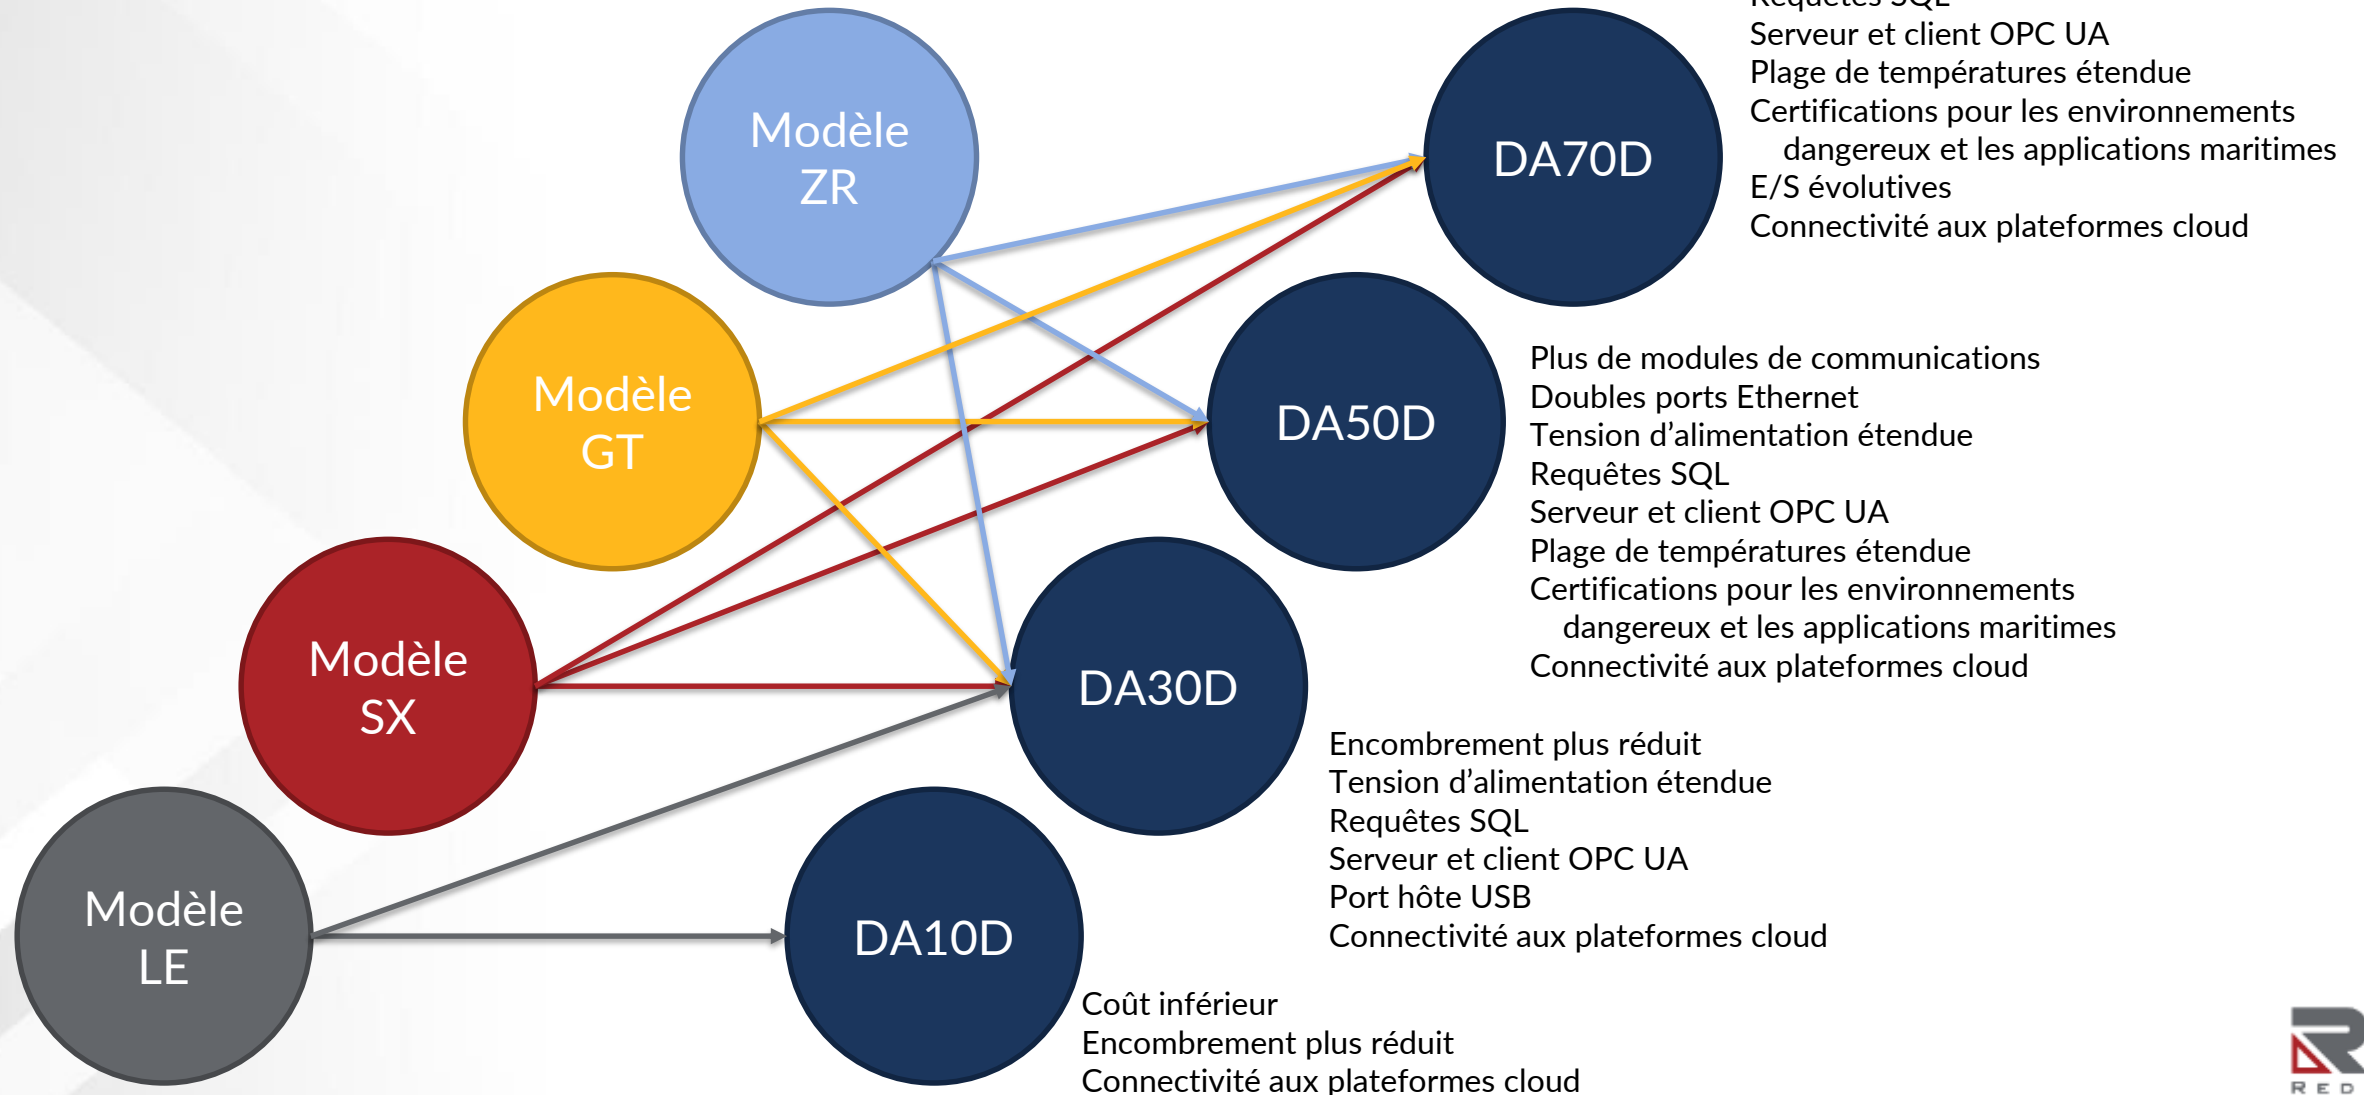 Requêtes SQL
Serveur et client OPC UA
Plage de températures étendue
Certifications pour les environnements
dangereux et les applications maritimes
E/S évolutives
Connectivité aux plateformes cloud
Modèle
ZR
DA70D
Modèle
GT
DA50D
Plus de modules de communications
Doubles ports Ethernet
Tension d’alimentation étendue
Requêtes SQL
Serveur et client OPC UA
Plage de températures étendue
Certifications pour les environnements
dangereux et les applications maritimes
Connectivité aux plateformes cloud
Modèle
SX
DA30D
Encombrement plus réduit
Tension d’alimentation étendue
Requêtes SQL
Serveur et client OPC UA
Port hôte USB
Connectivité aux plateformes cloud
Modèle
LE
DA10D
Coût inférieur
Encombrement plus réduit
Connectivité aux plateformes cloud
RED